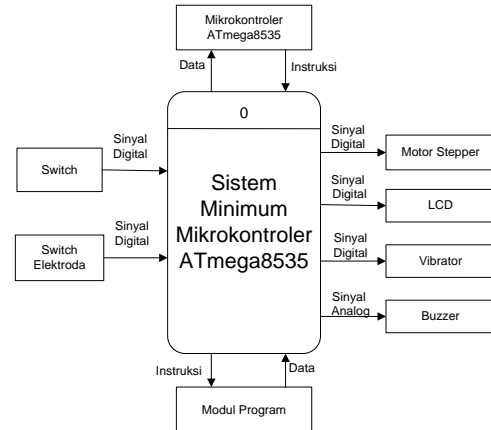 Mikrokontroler
ATmega8535
Data
Instruksi
0
Sinyal
Digital
Switch
Sinyal
Digital
Switch
Elektroda
Sistem
Minimum
Mikrokontroler
ATmega8535
Sinyal
Digital
Motor Stepper
Sinyal
Digital
LCD
Sinyal
Digital
Vibrator
Sinyal
Analog
Buzzer
Instruksi
Data
Modul Program